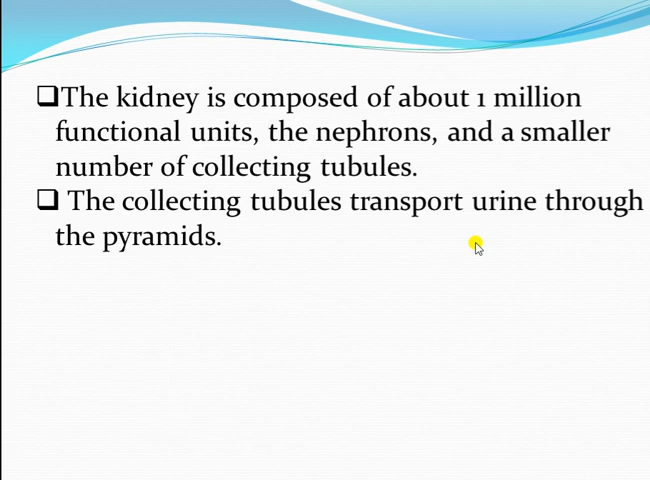 ❑The kidney is composed of about 1 million
functional units, the nephrons, and a smaller
number of collecting tubules.
❑ The collecting tubules transport urine through
the pyramids.